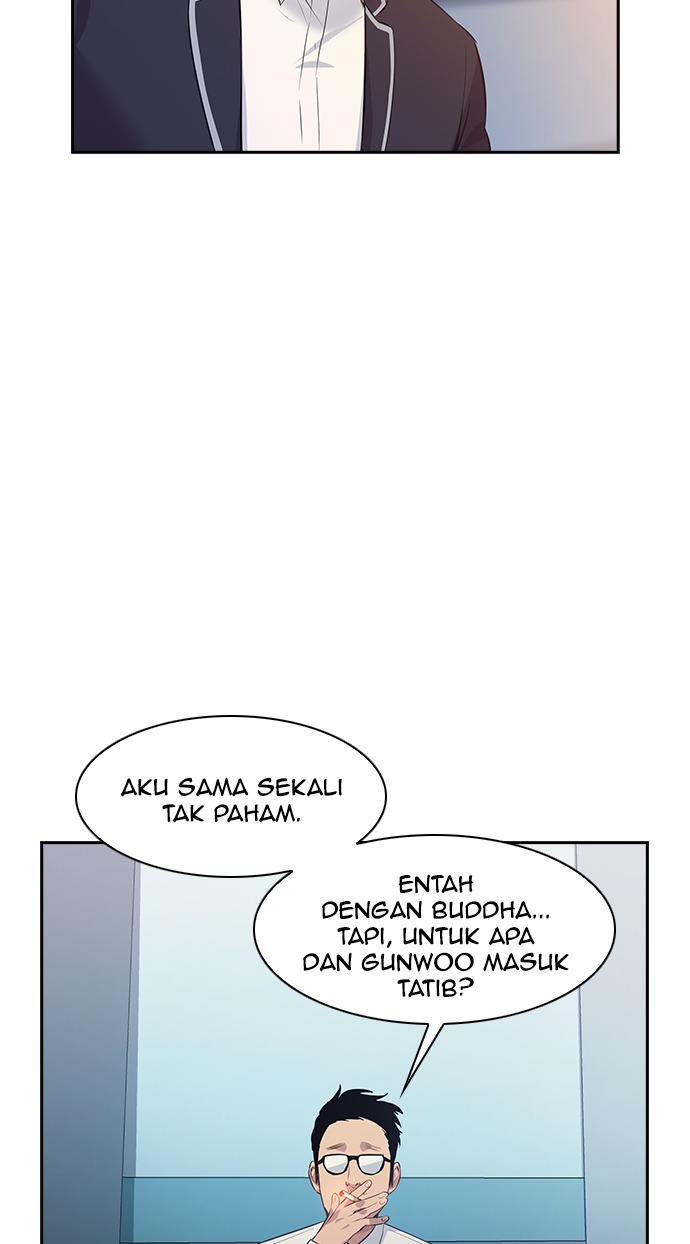 AKU SAMA SEKALI
TAK PAHAM.
ENTAH
DENGAN BUDDHA...
TAPI, UNTUK APA
DAN GUNWOO MASUK
TATIB?